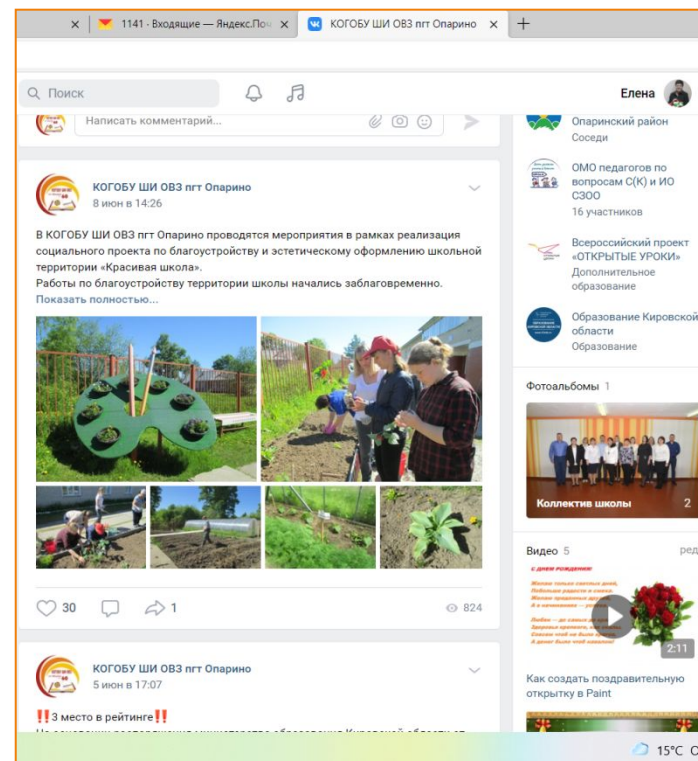 1141 · Входящие — Яндекс.Поч
КОГОБУ ШИ ОВЗ пгт Опарино
Поиск
Елена
Написать комментарий...
КОГОБУ ШИ ОВЗ пгт Опарино
8 июн в 14:26
В КОГОБУ ШИ ОВЗ пгт Опарино проводятся мероприятия в рамках реализация
социального проекта по благоустройству и эстетическому оформлению школьной
территории «Красивая школа».
Работы по благоустройству территории школы начались заблаговременно.
Показать полностью...
30
1
824
КОГОБУ ШИ ОВЗ пгт Опарино
5 июн в 17:07
‼3 место в рейтинге‼
Опаринский район
Соседи
ОМО педагогов по
вопросам С(К) и ИО
СЗОО
16 участников
Всероссийский проект
«ОТКРЫТЫЕ УРОКИ»
Дополнительное
образование
Образование Кировской
области
Образование
Фотоальбомы 1
Коллектив школы 2
Видео 5
ред
С ДНЕМ РОЖДЕНИЯ!
2:11
Как создать поздравительную
открытку в Paint
15°C О